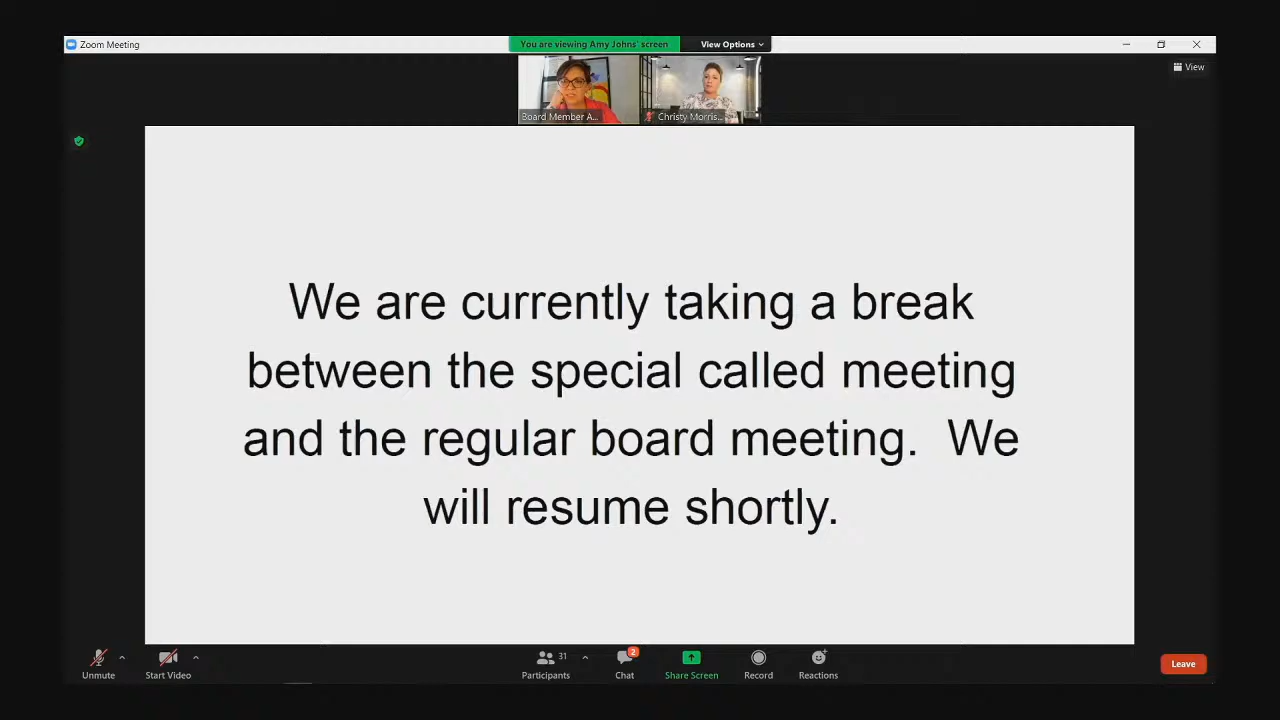 Zoom Meeting
You are viewing Amy Johns' screen
View Options
View
Board Member A...
Christy Morris...
We are currently taking a break
between the special called meeting
and the regular board meeting.  We
will resume shortly.
Unmute
Start Video
31
Participants
2
Chat
Share Screen
Record
Reactions
Leave